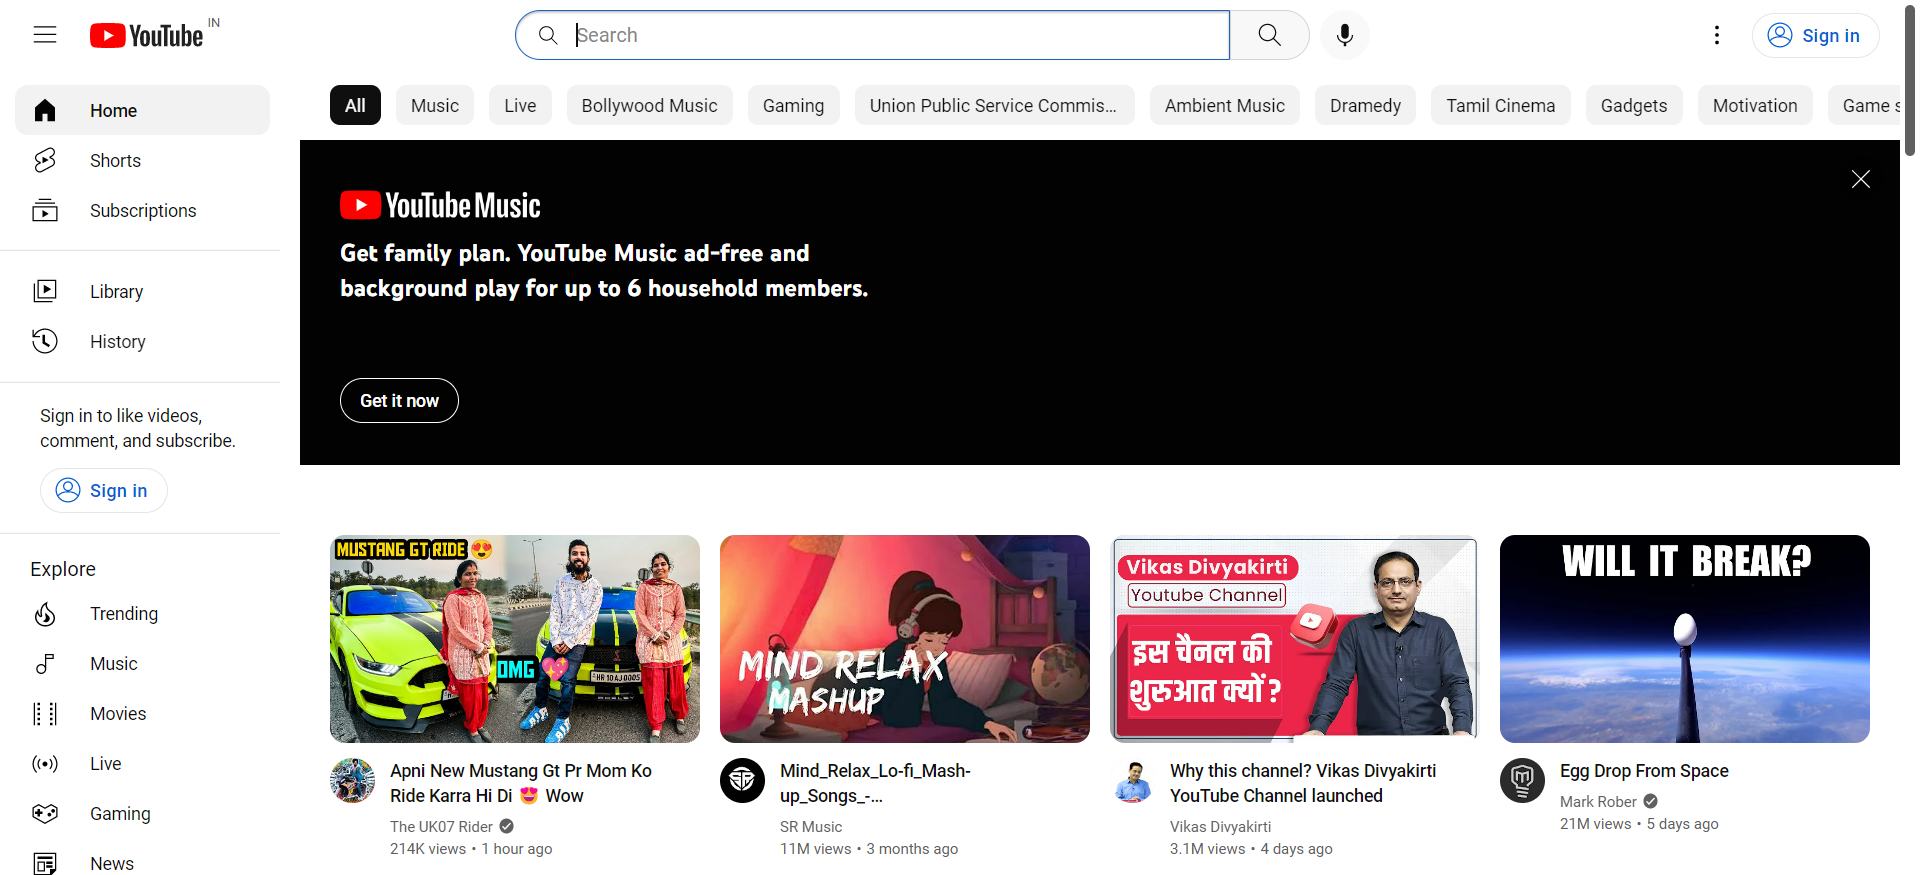 YouTube IN
Search
Sign in
Home
Shorts
Subscriptions
Library
History
Sign in to like videos,
comment, and subscribe.
Sign in
Explore
Trending
Music
Movies
Live
Gaming
News
All Music Live Bollywood Music Gaming Union Public Service Commis... Ambient Music Dramedy Tamil Cinema Gadgets Motivation Game s
YouTube Music
Get family plan. YouTube Music ad-free and
background play for up to 6 household members.
Get it now
MUSTANG GT RIDE 😍
OMG 💖
HR 10 AJ 0005
Apni New Mustang Gt Pr Mom Ko
Ride Karra Hi Di 😍 Wow
The UK07 Rider
214K views • 1 hour ago
MIND RELAX
MASHUP
Mind_Relax_Lo-fi_Mash-
up_Songs_-...
SR Music
11M views • 3 months ago
Vikas Divyakirti
Youtube Channel
इस चैनल की
शुरुआत क्यों ?
Why this channel? Vikas Divyakirti
YouTube Channel launched
Vikas Divyakirti
3.1M views • 4 days ago
WILL IT BREAK?
Egg Drop From Space
Mark Rober
21M views • 5 days ago